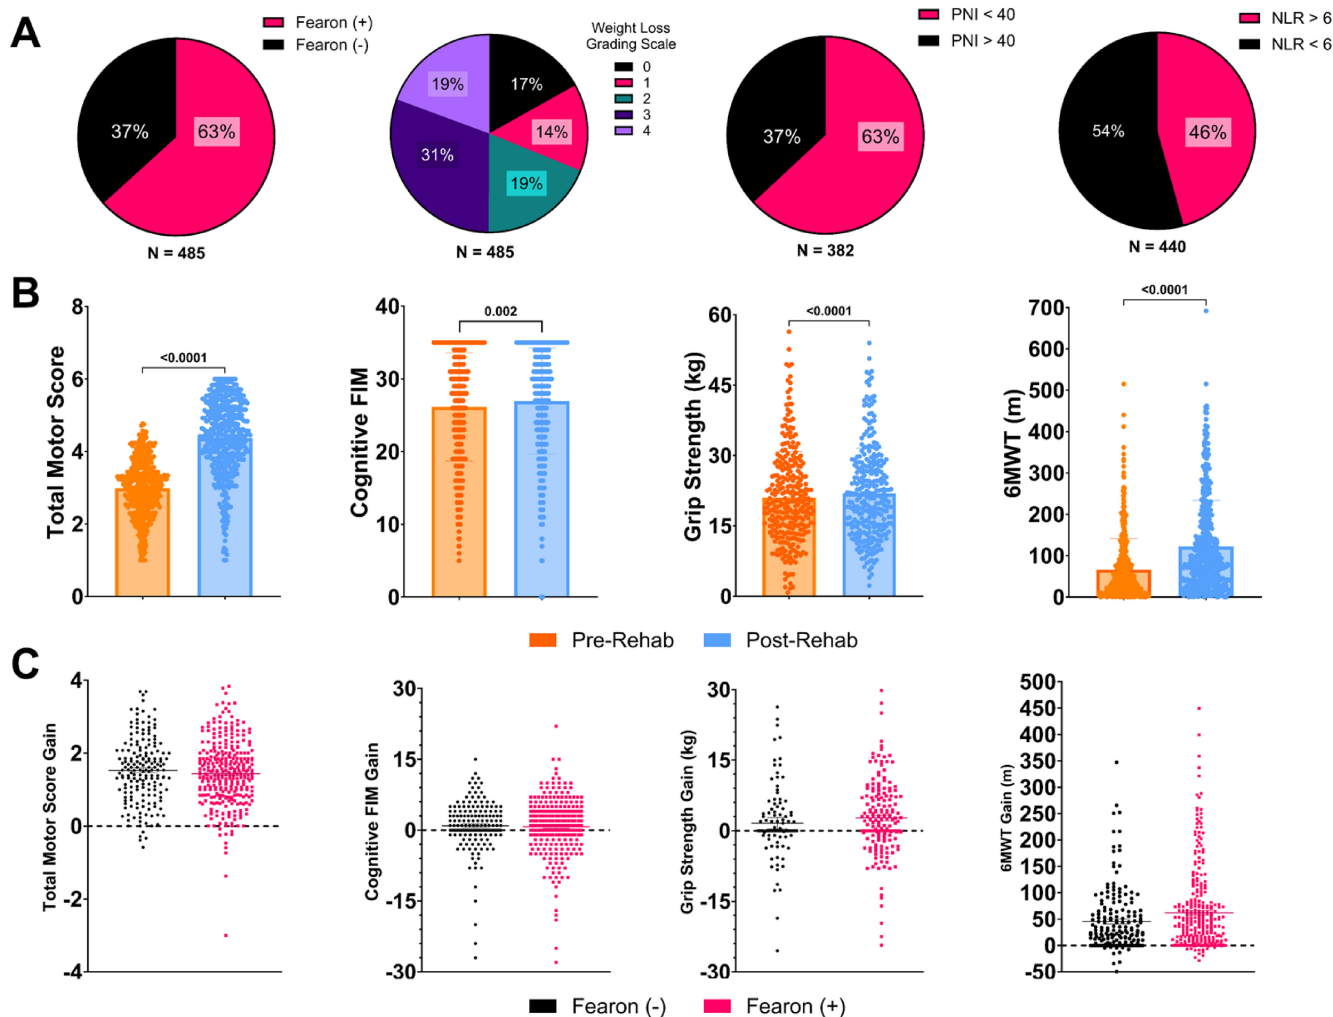 A
Fearon (+)
Fearon (-)
37%
63%
N = 485
Weight Loss
Grading Scale
0
1
2
3
4
19%
17%
14%
31%
19%
N = 485
PNI < 40
PNI > 40
37%
63%
N = 382
NLR > 6
NLR < 6
54%
46%
N = 440
B
Total Motor Score
8
6
4
2
0
<0.0001
Cognitive FIM
40
30
20
10
0
0.002
Grip Strength (kg)
60
45
30
15
0
<0.0001
6MWT (m)
700
600
500
400
300
200
100
0
<0.0001
Pre-Rehab
Post-Rehab
C
Total Motor Score Gain
4
2
0
-2
-4
Cognitive FIM Gain
30
15
0
-15
-30
Grip Strength Gain (kg)
30
15
0
-15
-30
6MWT Gain (m)
500
450
400
350
300
250
200
150
100
50
0
-50
Fearon (-)
Fearon (+)